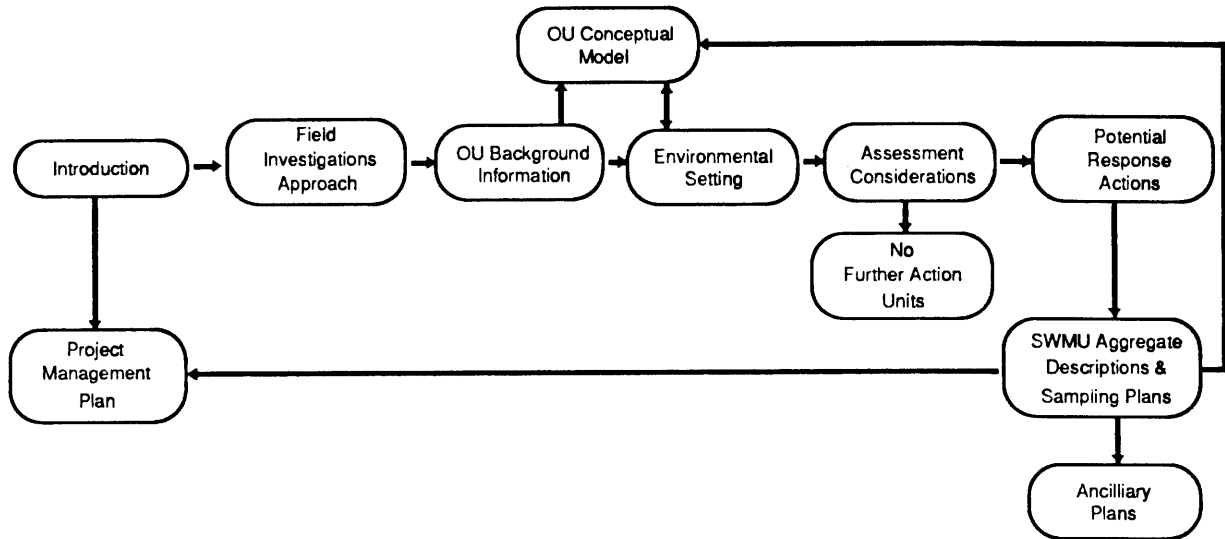 OU Conceptual
Model
Introduction
Field
Investigations
Approach
OU Background
Information
Environmental
Setting
Assessment
Considerations
Potential
Response
Actions
No
Further Action
Units
Project
Management
Plan
SWMU Aggregate
Descriptions &
Sampling Plans
Ancilliary
Plans